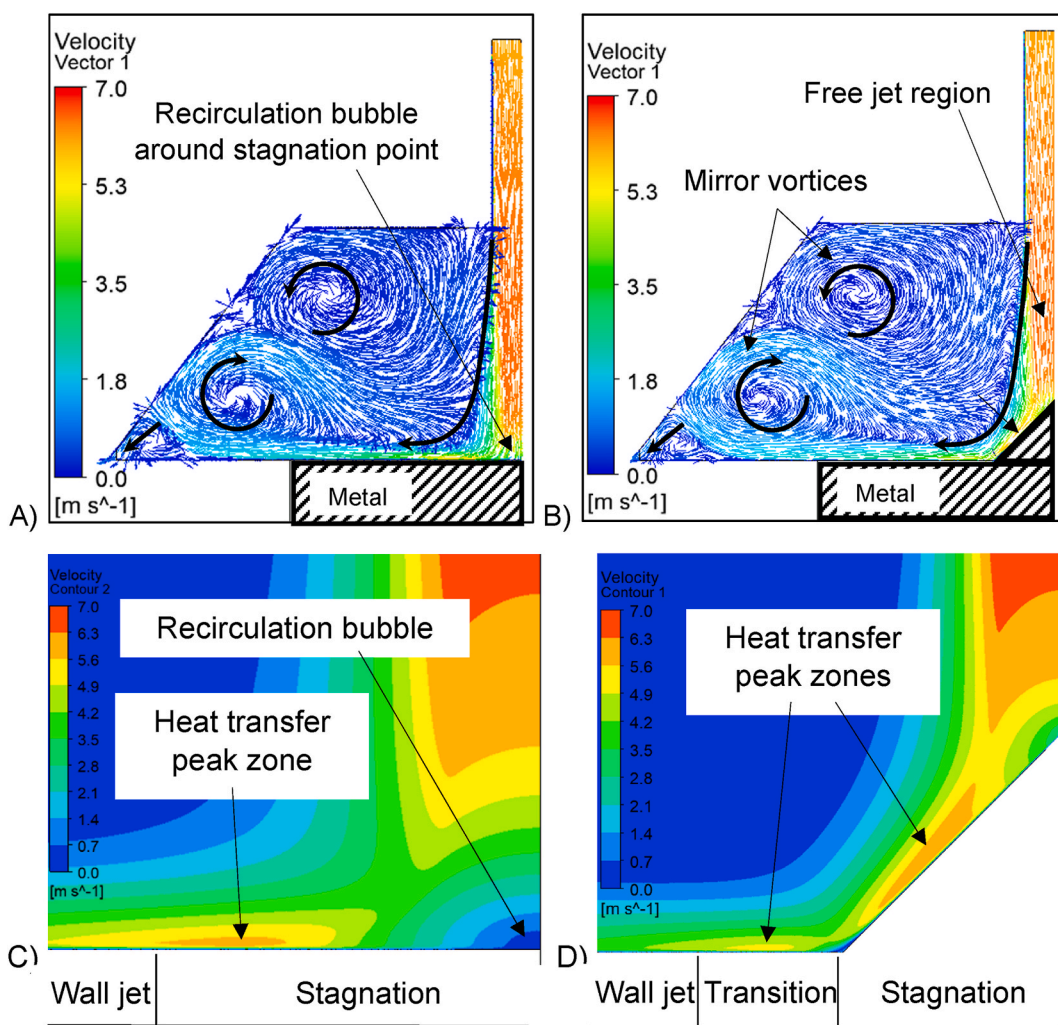 Velocity
Vector 1
7.0
5.3
3.5
1.8
0.0
[m s^-1]
Recirculation bubble
around stagnation point
Metal
A)
Velocity
Vector 1
7.0
5.3
3.5
1.8
0.0
[m s^-1]
Free jet region
Mirror vortices
Metal
B)
Velocity
Contour 2
7.0
6.3
5.6
4.9
4.2
3.5
2.8
2.1
1.4
0.7
0.0
[m s^-1]
Recirculation bubble
Heat transfer
peak zone
C)
Wall jet
Stagnation
Velocity
Contour 1
7.0
6.3
5.6
4.9
4.2
3.5
2.8
2.1
1.4
0.7
0.0
[m s^-1]
Heat transfer
peak zones
D)
Wall jet
Transition
Stagnation